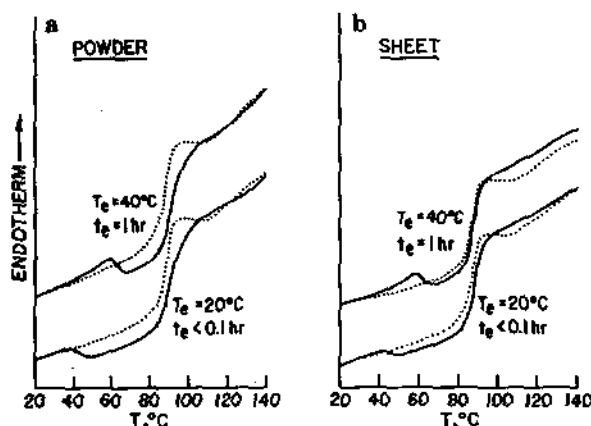 a
POWDER
ENDOTHERM
Te = 40°C
te = 1 hr
Te = 20°C
te < 0.1 hr
20 40 60 80 100 120 140
T,°C
b
SHEET
Te = 40°C
te = 1 hr
Te = 20°C
te < 0.1 hr
20 40 60 80 100 120 140
T,°C